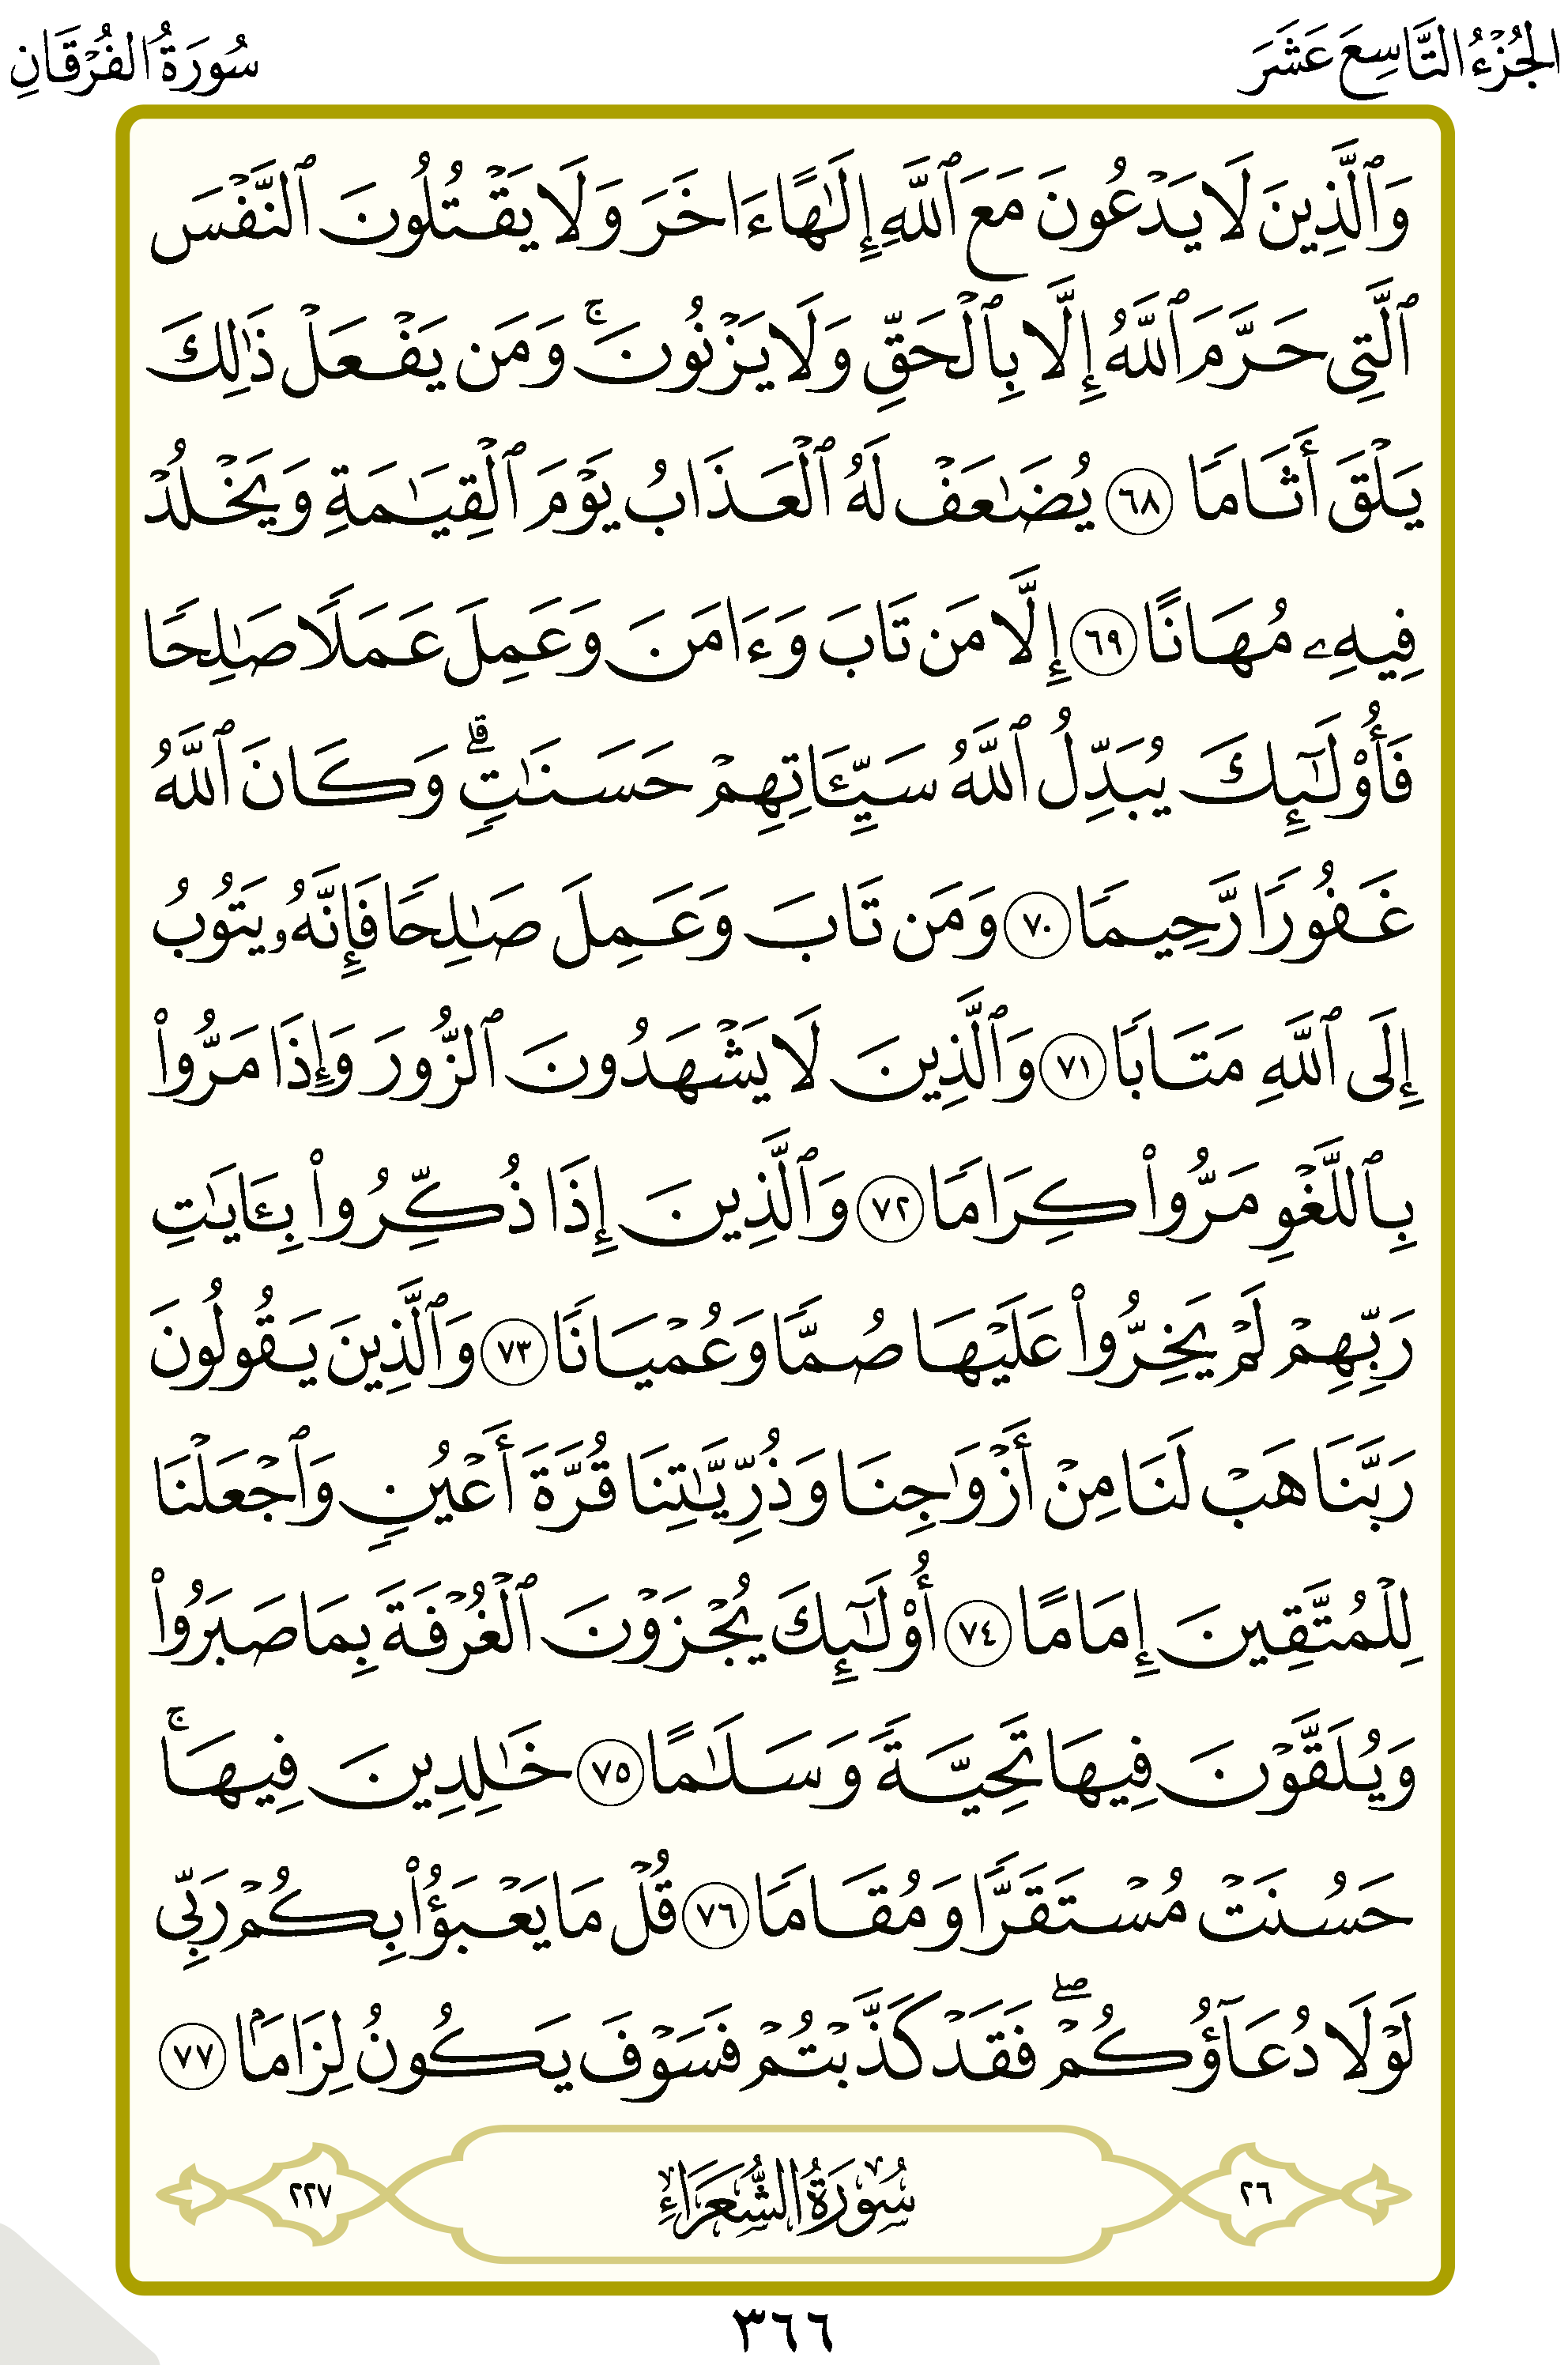 الجُزْءُ التَّاسِعَ عَشَرَ
سُورَةُ الفُرْقَانِ
وَٱلَّذِينَ لَا يَدْعُونَ مَعَ ٱللَّهِ إِلَٰهًا ءَاخَرَ وَلَا يَقْتُلُونَ ٱلنَّفْسَ
ٱلَّتِي حَرَّمَ ٱللَّهُ إِلَّا بِٱلْحَقِّ وَلَا يَزْنُونَۚ وَمَن يَفْعَلْ ذَٰلِكَ
يَلْقَ أَثَامًا ٦٨ يُضَٰعَفْ لَهُ ٱلْعَذَابُ يَوْمَ ٱلْقِيَٰمَةِ وَيَخْلُدْ
فِيهِۦ مُهَانًا ٦٩ إِلَّا مَن تَابَ وَءَامَنَ وَعَمِلَ عَمَلًا صَٰلِحًا
فَأُوْلَٰٓئِكَ يُبَدِّلُ ٱللَّهُ سَيِّـَٔاتِهِمْ حَسَنَٰتٍۗ وَكَانَ ٱللَّهُ
غَفُورًا رَّحِيمًا ٧٠ وَمَن تَابَ وَعَمِلَ صَٰلِحًا فَإِنَّهُۥ يَتُوبُ
إِلَى ٱللَّهِ مَتَابًا ٧١ وَٱلَّذِينَ لَا يَشْهَدُونَ ٱلزُّورَ وَإِذَا مَرُّواْ
بِٱللَّغْوِ مَرُّواْ كِرَامًا ٧٢ وَٱلَّذِينَ إِذَا ذُكِّرُواْ بِـَٔايَٰتِ
رَبِّهِمْ لَمْ يَخِرُّواْ عَلَيْهَا صُمًّا وَعُمْيَانًا ٧٣ وَٱلَّذِينَ يَقُولُونَ
رَبَّنَا هَبْ لَنَا مِنْ أَزْوَٰجِنَا وَذُرِّيَّٰتِنَا قُرَّةَ أَعْيُنٍ وَٱجْعَلْنَا
لِلْمُتَّقِينَ إِمَامًا ٧٤ أُوْلَٰٓئِكَ يُجْزَوْنَ ٱلْغُرْفَةَ بِمَا صَبَرُواْ
وَيُلَقَّوْنَ فِيهَا تَحِيَّةً وَسَلَٰمًا ٧٥ خَٰلِدِينَ فِيهَاۚ
حَسُنَتْ مُسْتَقَرًّا وَمُقَامًا ٧٦ قُلْ مَا يَعْبَؤُاْ بِكُمْ رَبِّي
لَوْلَا دُعَآؤُكُمْۖ فَقَدْ كَذَّبْتُمْ فَسَوْفَ يَكُونُ لِزَامًۢا ٧٧
٢٦ سُورَةُ الشُّعَرَاءِ ٢٢٧
٣٦٦